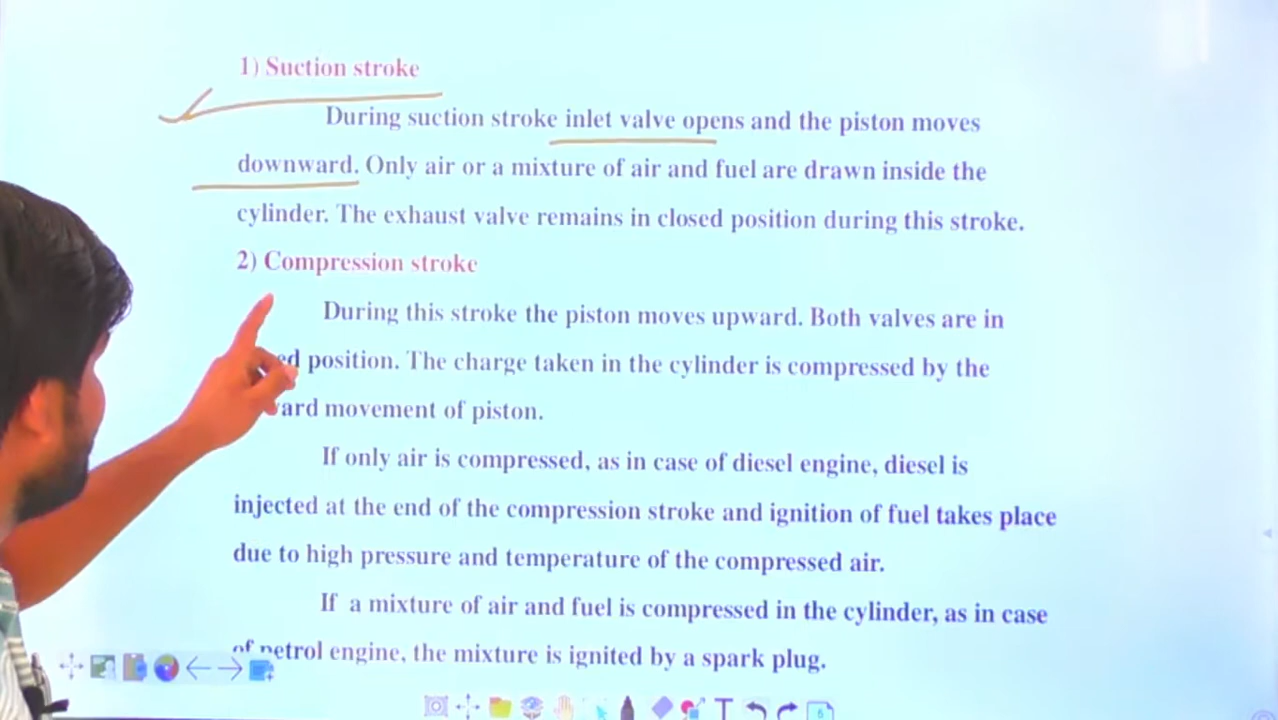 1) Suction stroke
During suction stroke inlet valve opens and the piston moves
downward. Only air or a mixture of air and fuel are drawn inside the
cylinder. The exhaust valve remains in closed position during this stroke.
2) Compression stroke
During this stroke the piston moves upward. Both valves are in
position. The charge taken in the cylinder is compressed by the
movement of piston.
If only air is compressed, as in case of diesel engine, diesel is
injected at the end of the compression stroke and ignition of fuel takes place
due to high pressure and temperature of the compressed air.
If a mixture of air and fuel is compressed in the cylinder, as in case
of petrol engine, the mixture is ignited by a spark plug.